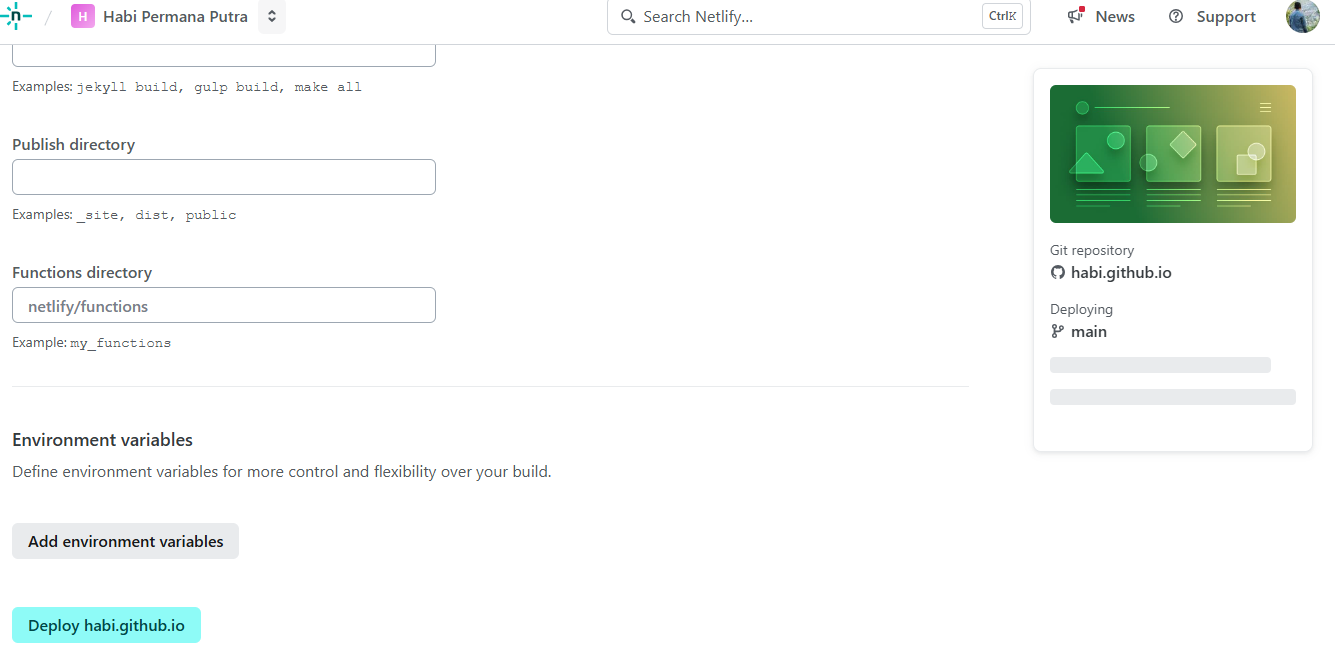 n / H Habi Permana Putra
Search Netlify... CtrlK
News
Support
Examples: jekyll build, gulp build, make all
Publish directory
Examples: _site, dist, public
Functions directory
netlify/functions
Example: my_functions
Environment variables
Define environment variables for more control and flexibility over your build.
Add environment variables
Deploy habi.github.io
Git repository
habi.github.io
Deploying
main